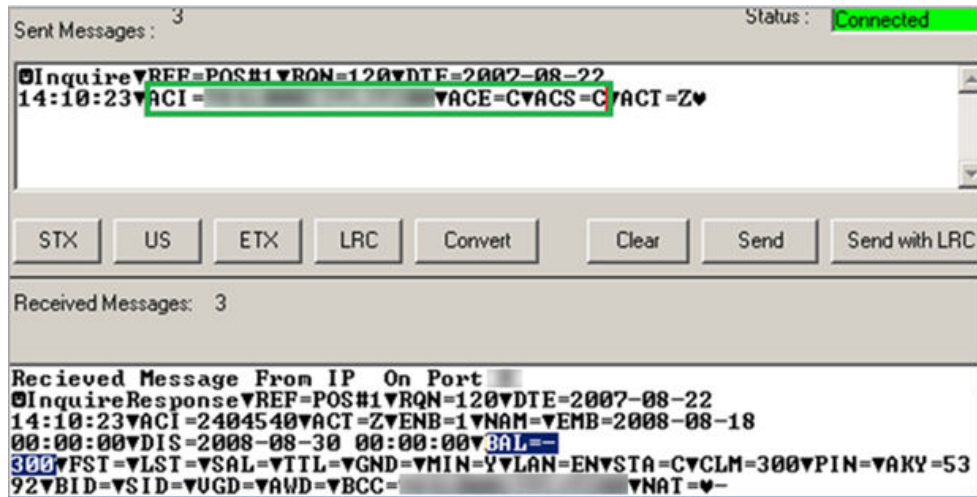 Sent Messages : 3 Status : Connected
☻Inquire▼REF=POS#1▼RQN=120▼DTE=2007-08-22
14:10:23▼ACI= ▼ACE=C▼ACS=C▼ACT=Z♥
STX US ETX LRC Convert Clear Send Send with LRC
Received Messages: 3
Recieved Message From IP On Port
☻InquireResponse▼REF=POS#1▼RQN=120▼DTE=2007-08-22
14:10:23▼ACI=2404540▼ACT=Z▼ENB=1▼NAM=▼EMB=2008-08-18
00:00:00▼DIS=2008-08-30 00:00:00▼BAL=-
300▼FST=▼LST=▼SAL=▼TTL=▼GND=▼MIN=Y▼LAN=EN▼STA=C▼CLM=300▼PIN=▼AKY=53
92▼BID=▼SID=▼VGD=▼AWD=▼BCC= ▼NAT=♥-